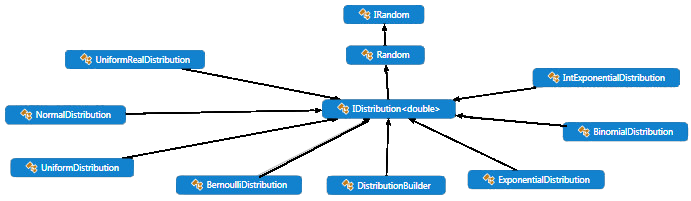 IRandom
Random
UniformRealDistribution
IntExponentialDistribution
IDistribution<double>
NormalDistribution
BinomialDistribution
UniformDistribution
BernoulliDistribution
DistributionBuilder
ExponentialDistribution